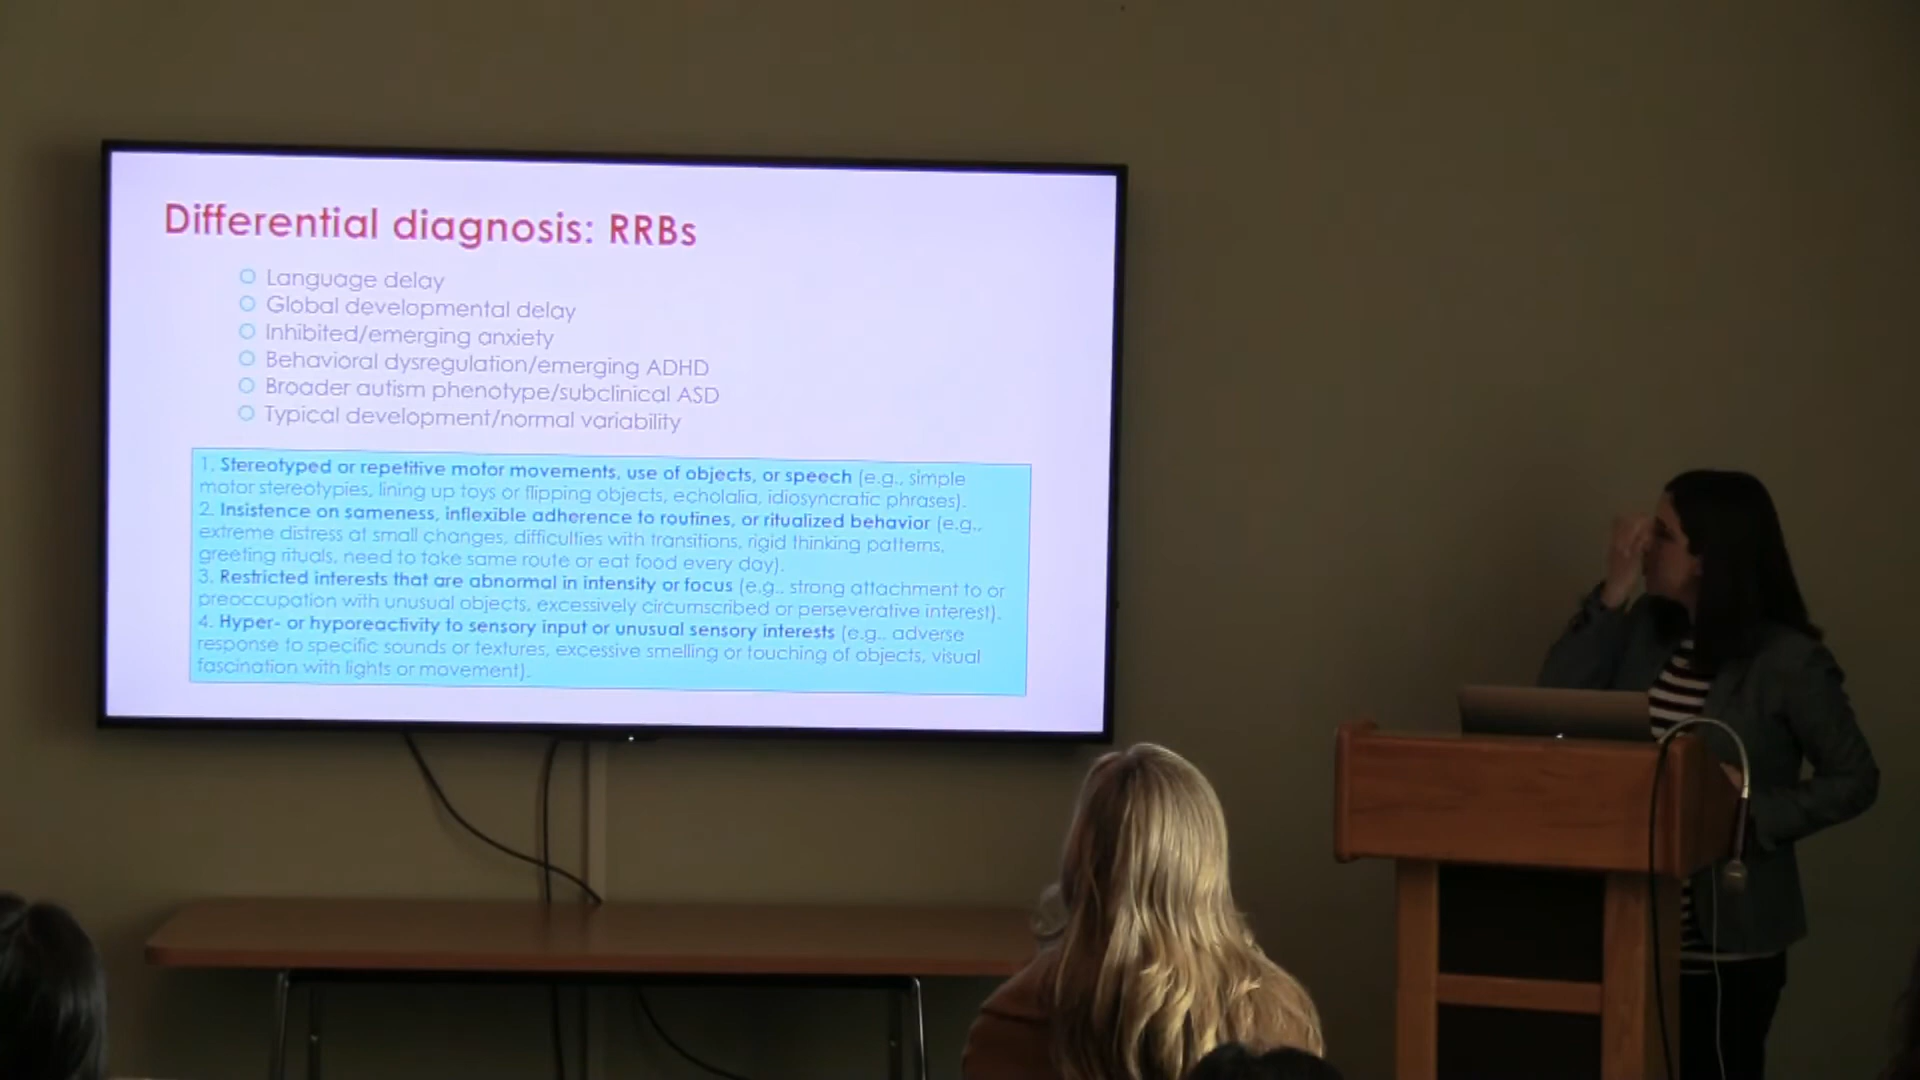 Differential diagnosis: RRBs
Language delay
Global developmental delay
Inhibited/emerging anxiety
Behavioral dysregulation/emerging ADHD
Broader autism phenotype/subclinical ASD
Typical development/normal variability
1. Stereotyped or repetitive motor movements, use of objects, or speech (e.g., simple
motor stereotypies, lining up toys or flipping objects, echolalia, idiosyncratic phrases).
2. Insistence on sameness, inflexible adherence to routines, or ritualized behavior (e.g.,
extreme distress at small changes, difficulties with transitions, rigid thinking patterns,
greeting rituals, need to take same route or eat food every day).
3. Restricted interests that are abnormal in intensity or focus (e.g., strong attachment to or
preoccupation with unusual objects, excessively circumscribed or perseverative interest).
4. Hyper- or hyporeactivity to sensory input or unusual sensory interests (e.g., adverse
response to specific sounds or textures, excessive smelling or touching of objects, visual
fascination with lights or movement).